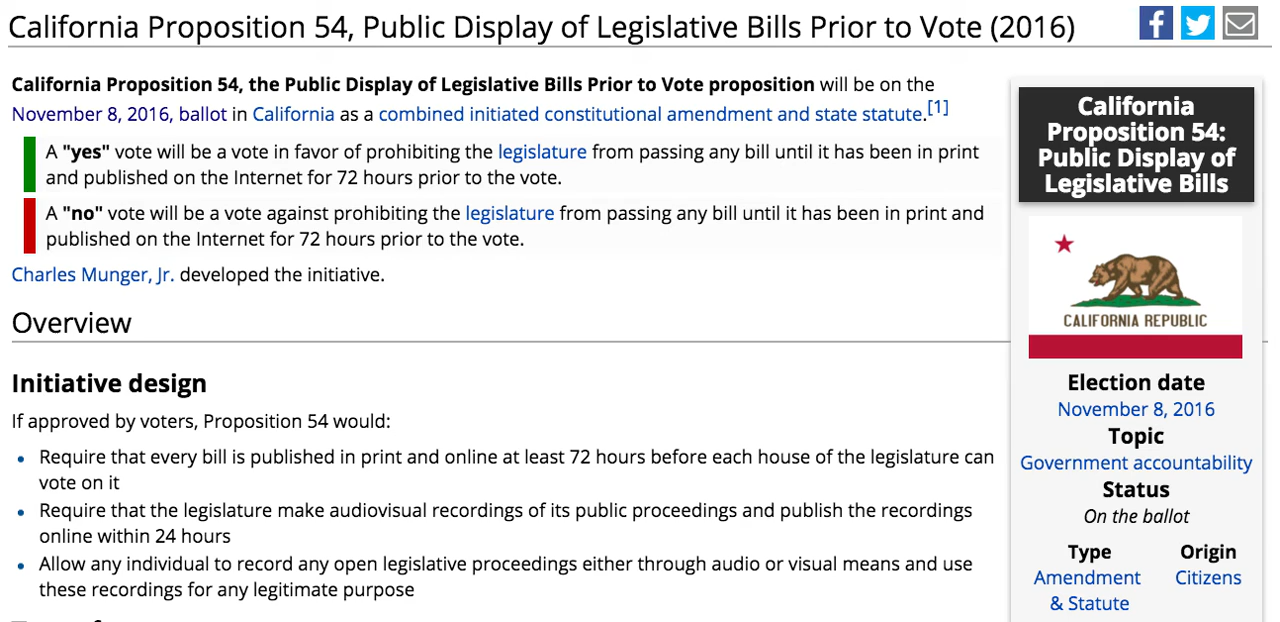 California Proposition 54, Public Display of Legislative Bills Prior to Vote (2016)
California Proposition 54, the Public Display of Legislative Bills Prior to Vote proposition will be on the
November 8, 2016, ballot in California as a combined initiated constitutional amendment and state statute.[1]
A "yes" vote will be a vote in favor of prohibiting the legislature from passing any bill until it has been in print
and published on the Internet for 72 hours prior to the vote.
A "no" vote will be a vote against prohibiting the legislature from passing any bill until it has been in print and
published on the Internet for 72 hours prior to the vote.
Charles Munger, Jr. developed the initiative.
Overview
Initiative design
If approved by voters, Proposition 54 would:
Require that every bill is published in print and online at least 72 hours before each house of the legislature can
vote on it
Require that the legislature make audiovisual recordings of its public proceedings and publish the recordings
online within 24 hours
Allow any individual to record any open legislative proceedings either through audio or visual means and use
these recordings for any legitimate purpose
California
Proposition 54:
Public Display of
Legislative Bills
CALIFORNIA REPUBLIC
Election date
November 8, 2016
Topic
Government accountability
Status
On the ballot
Type Origin
Amendment Citizens
& Statute